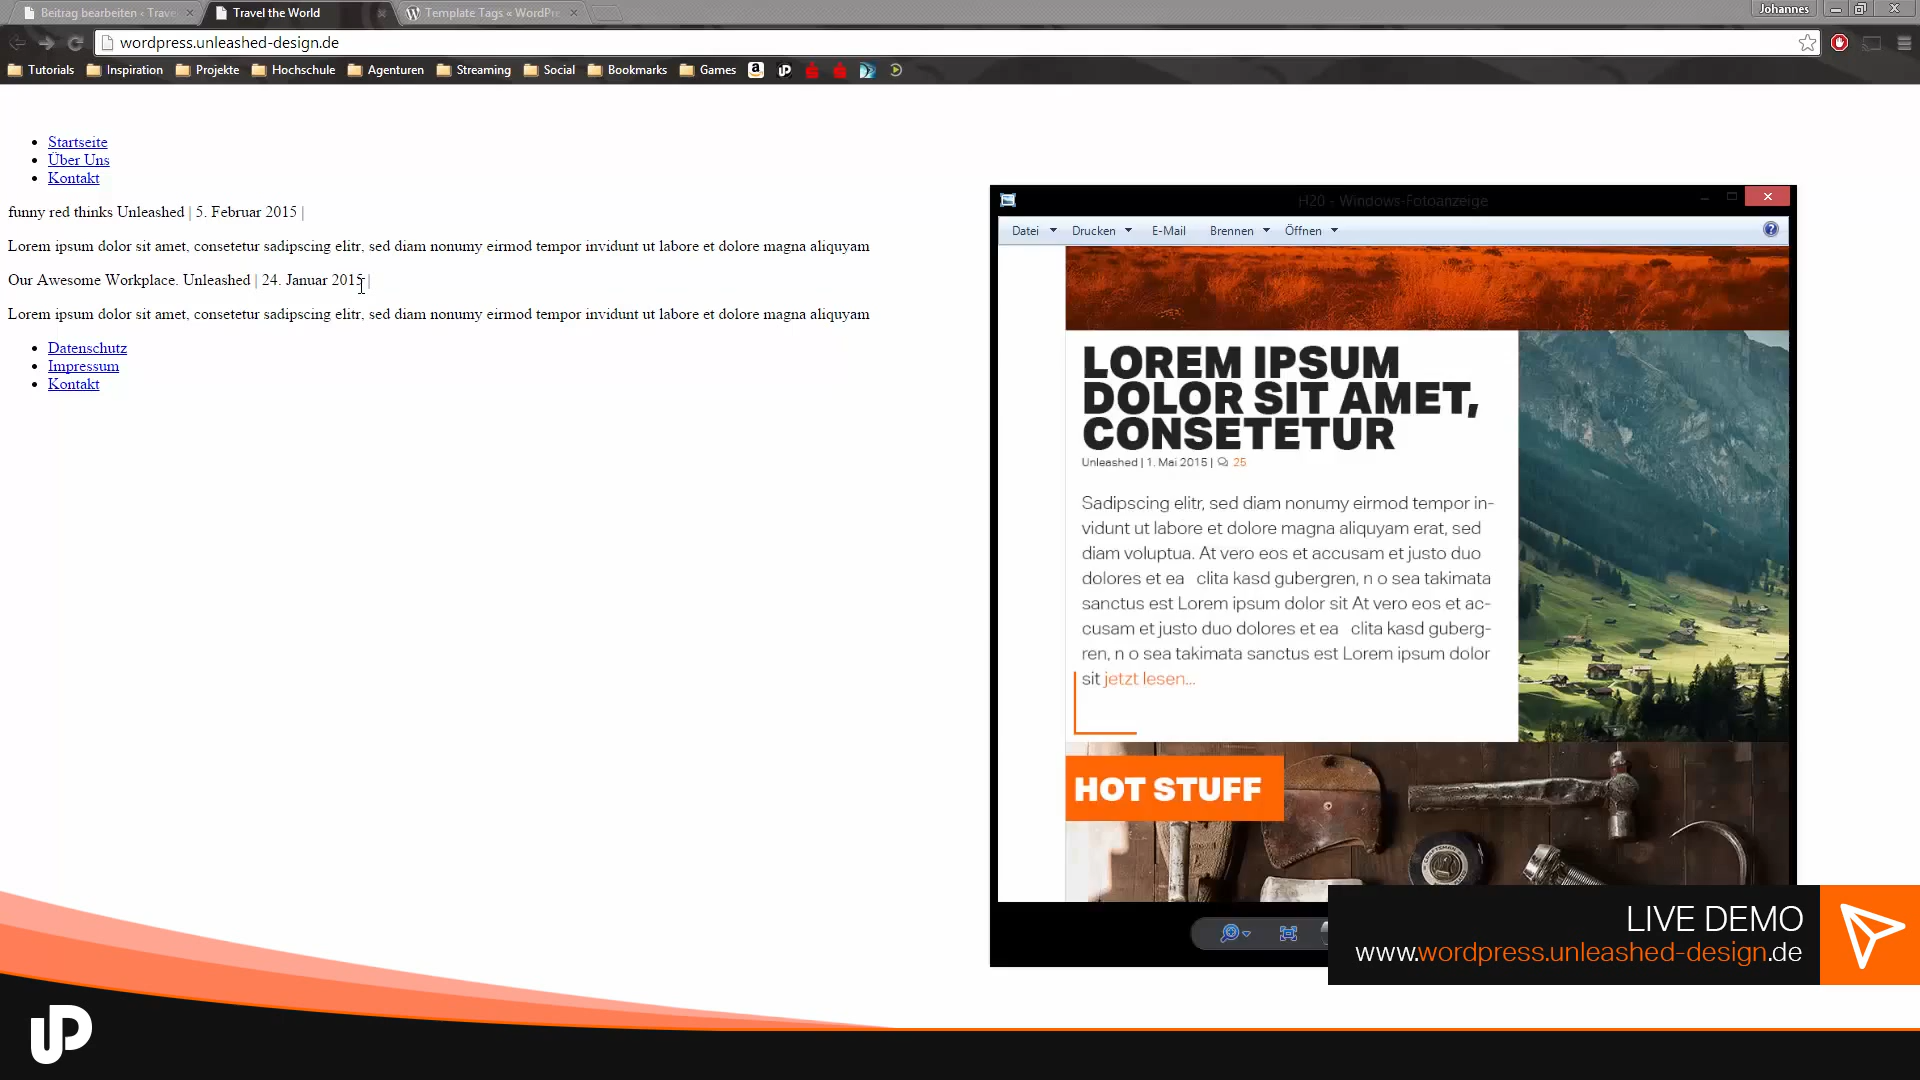 Beitrag bearbeiten ‹ Trave
Travel the World
Template Tags « WordPr
Johannes
wordpress.unleashed-design.de
Tutorials
Inspiration
Projekte
Hochschule
Agenturen
Streaming
Social
Bookmarks
Games
Startseite
Über Uns
Kontakt
funny red thinks Unleashed | 5. Februar 2015 |
Lorem ipsum dolor sit amet, consetetur sadipscing elitr, sed diam nonumy eirmod tempor invidunt ut labore et dolore magna aliquyam
Our Awesome Workplace. Unleashed | 24. Januar 2015 |
Lorem ipsum dolor sit amet, consetetur sadipscing elitr, sed diam nonumy eirmod tempor invidunt ut labore et dolore magna aliquyam
Datenschutz
Impressum
Kontakt
H20 - Windows-Fotoanzeige
Datei
Drucken
E-Mail
Brennen
Öffnen
LOREM IPSUM
DOLOR SIT AMET,
CONSETETUR
Unleashed | 1. Mai 2015 | 25
Sadipscing elitr, sed diam nonumy eirmod tempor in-
vidunt ut labore et dolore magna aliquyam erat, sed
diam voluptua. At vero eos et accusam et justo duo
dolores et ea clita kasd gubergren, n o sea takimata
sanctus est Lorem ipsum dolor sit At vero eos et ac-
cusam et justo duo dolores et ea clita kasd guberg-
ren, n o sea takimata sanctus est Lorem ipsum dolor
sit jetzt lesen...
HOT STUFF
LIVE DEMO
www.wordpress.unleashed-design.de